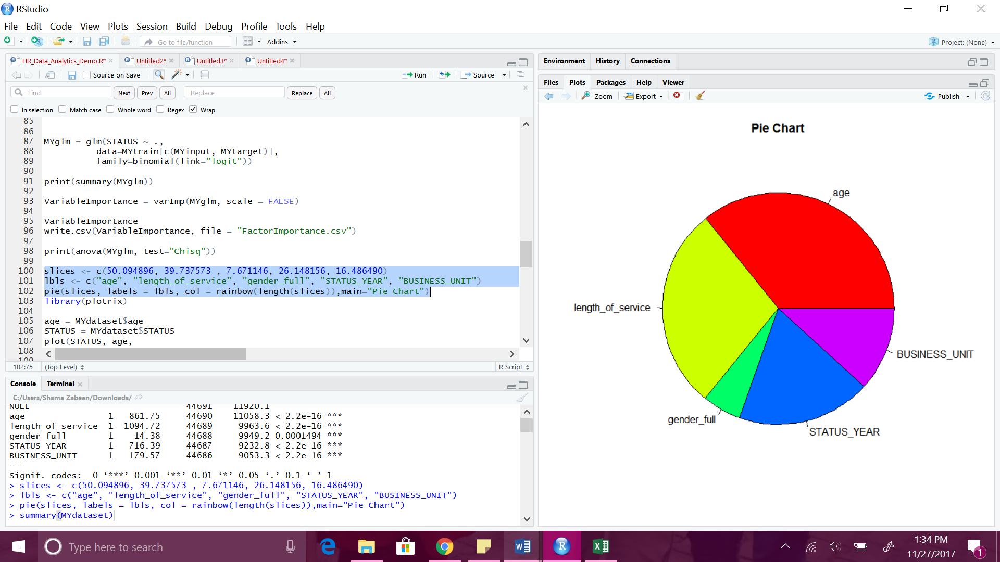 RStudio
File Edit Code View Plots Session Build Debug Profile Tools Help
Go to file/function Addins Project: (None)
HR_Data_Analytics_Demo.R* Untitled2* Untitled3* Untitled4*
Source on Save Run Source
Find Next Prev All Replace Replace All
In selection Match case Whole word Regex Wrap
85
86
87 MYglm = glm(STATUS ~ .,
88 data=MYtrain[c(MYinput, MYtarget)],
89 family=binomial(link="logit"))
90
91 print(summary(MYglm))
92
93 VariableImportance = varImp(MYglm, scale = FALSE)
94
95 VariableImportance
96 write.csv(VariableImportance, file = "FactorImportance.csv")
97
98 print(anova(MYglm, test="Chisq"))
99
100 slices <- c(50.094896, 39.737573 , 7.671146, 26.148156, 16.486490)
101 lbls <- c("age", "length_of_service", "gender_full", "STATUS_YEAR", "BUSINESS_UNIT")
102 pie(slices, labels = lbls, col = rainbow(length(slices)),main="Pie Chart")
103 library(plotrix)
104
105 age = MYdataset$age
106 STATUS = MYdataset$STATUS
107 plot(STATUS, age,
108
109
102:75 (Top Level) R Script
Console Terminal
C:/Users/Shama Zabeen/Downloads/
NULL 44691 11920.1
age 1 861.75 44690 11058.3 < 2.2e-16 ***
length_of_service 1 1094.72 44689 9963.6 < 2.2e-16 ***
gender_full 1 14.38 44688 9949.2 0.0001494 ***
STATUS_YEAR 1 716.39 44687 9232.8 < 2.2e-16 ***
BUSINESS_UNIT 1 179.57 44686 9053.3 < 2.2e-16 ***
---
Signif. codes: 0 ‘***’ 0.001 ‘**’ 0.01 ‘*’ 0.05 ‘.’ 0.1 ‘ ’ 1
> slices <- c(50.094896, 39.737573 , 7.671146, 26.148156, 16.486490)
> lbls <- c("age", "length_of_service", "gender_full", "STATUS_YEAR", "BUSINESS_UNIT")
> pie(slices, labels = lbls, col = rainbow(length(slices)),main="Pie Chart")
> summary(MYdataset)
Environment History Connections
Files Plots Packages Help Viewer
Zoom Export Publish
Pie Chart
age
length_of_service
BUSINESS_UNIT
gender_full
STATUS_YEAR
Type here to search
1:34 PM
11/27/2017
1